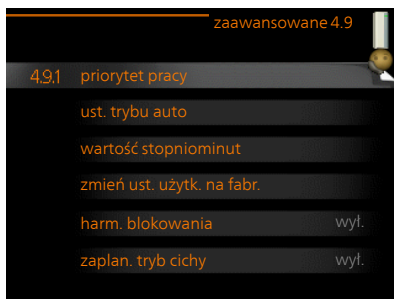 zaawansowane 4.9
4.9.1 priorytet pracy
ust. trybu auto
wartość stopniominut
zmień ust. użytk. na fabr.
harm. blokowania wył.
zaplan. tryb cichy wył.